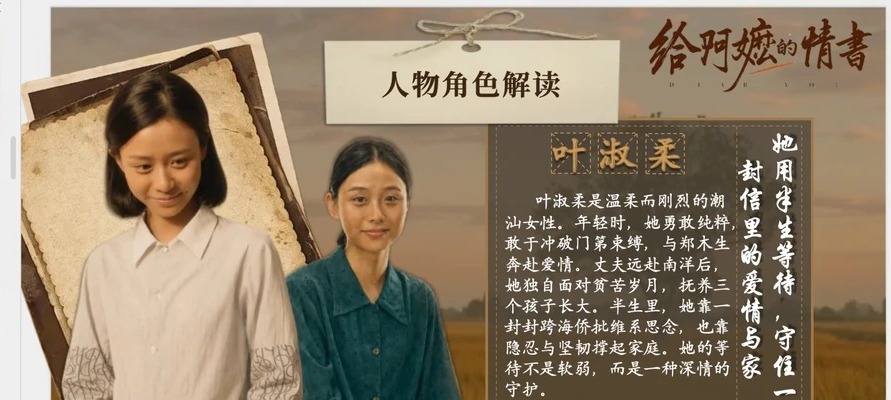 给阿嬷的情書
DEAR YOU
人物角色解读
叶淑柔
叶淑柔是温柔而刚烈的潮
汕女性。年轻时，她勇敢纯粹，
敢于冲破门第束缚，与郑木生
奔赴爱情。丈夫远赴南洋后，
她独自面对贫苦岁月，抚养三
个孩子长大。半生里，她靠一
封封跨海侨批维系思念，也靠
隐忍与坚韧撑起家庭。她的等
待不是软弱，而是一种深情的
守护。
她用半生等待，守住一
封信里的爱情与家